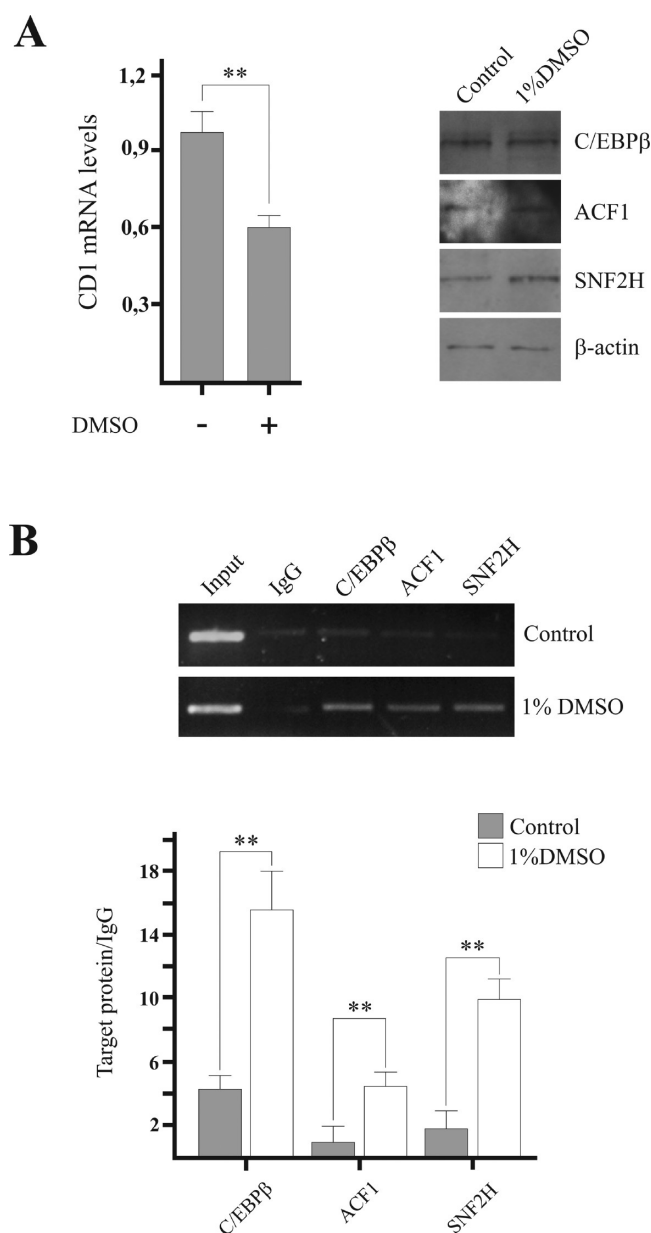 A
CD1 mRNA levels
1,2
0,9
0,6
0,3
**
DMSO
- +
Control 1%DMSO
C/EBPβ
ACF1
SNF2H
β-actin
B
Input IgG C/EBPβ ACF1 SNF2H
Control
1% DMSO
Control
1%DMSO
Target protein/IgG
18
14
10
6
2
**
**
**
C/EBPβ ACF1 SNF2H